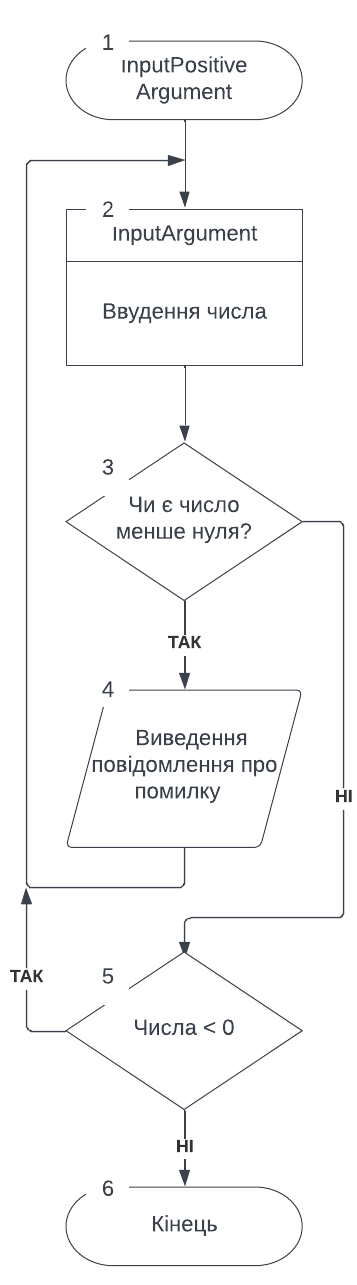 1
inputPositive
Argument
2
InputArgument
Ввудення числа
3
Чи є число
менше нуля?
ТАК
4
Виведення
повідомлення про
помилку
НІ
ТАК
5
Числа < 0
НІ
6
Кінець